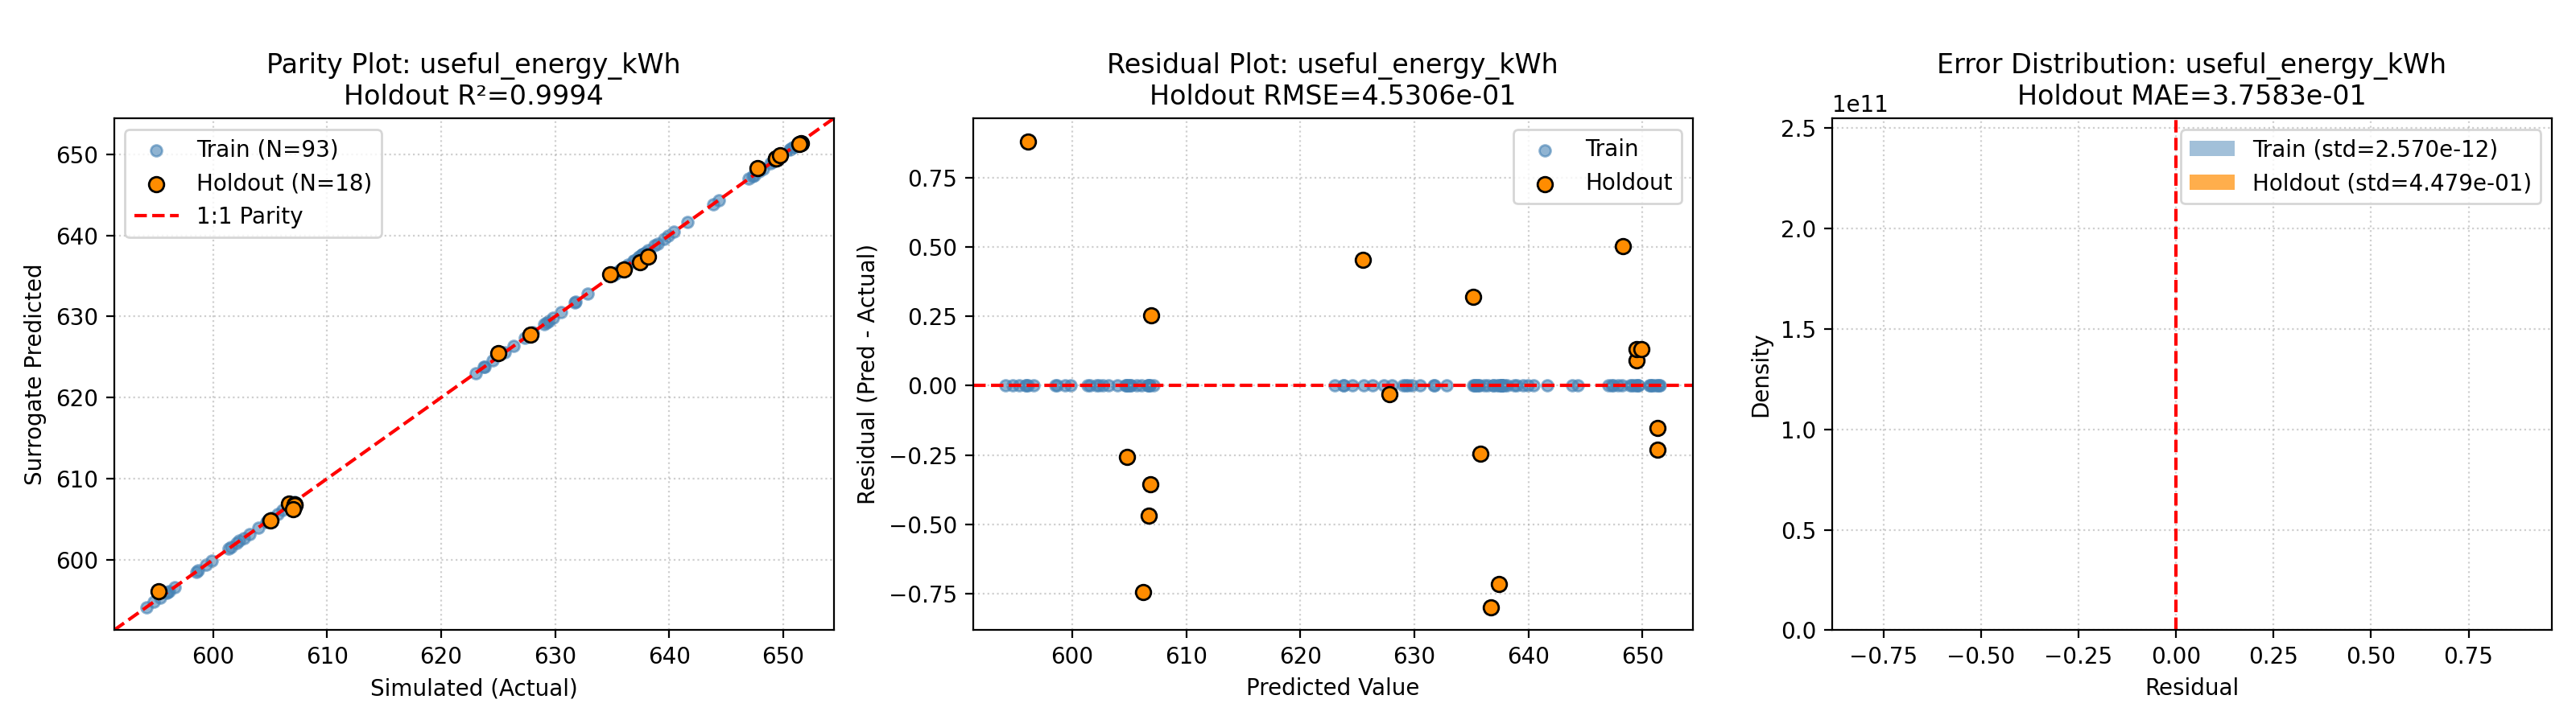 Parity Plot: useful_energy_kWh
Holdout R²=0.9994
Train (N=93)
Holdout (N=18)
1:1 Parity
650
640
630
620
610
600
600
610
620
630
640
650
Surrogate Predicted
Simulated (Actual)
Residual Plot: useful_energy_kWh
Holdout RMSE=4.5306e-01
Train
Holdout
0.75
0.50
0.25
0.00
−0.25
−0.50
−0.75
600
610
620
630
640
650
Residual (Pred - Actual)
Predicted Value
Error Distribution: useful_energy_kWh
Holdout MAE=3.7583e-01
1e11
Train (std=2.570e-12)
Holdout (std=4.479e-01)
2.5
2.0
1.5
1.0
0.5
0.0
−0.75
−0.50
−0.25
0.00
0.25
0.50
0.75
Density
Residual